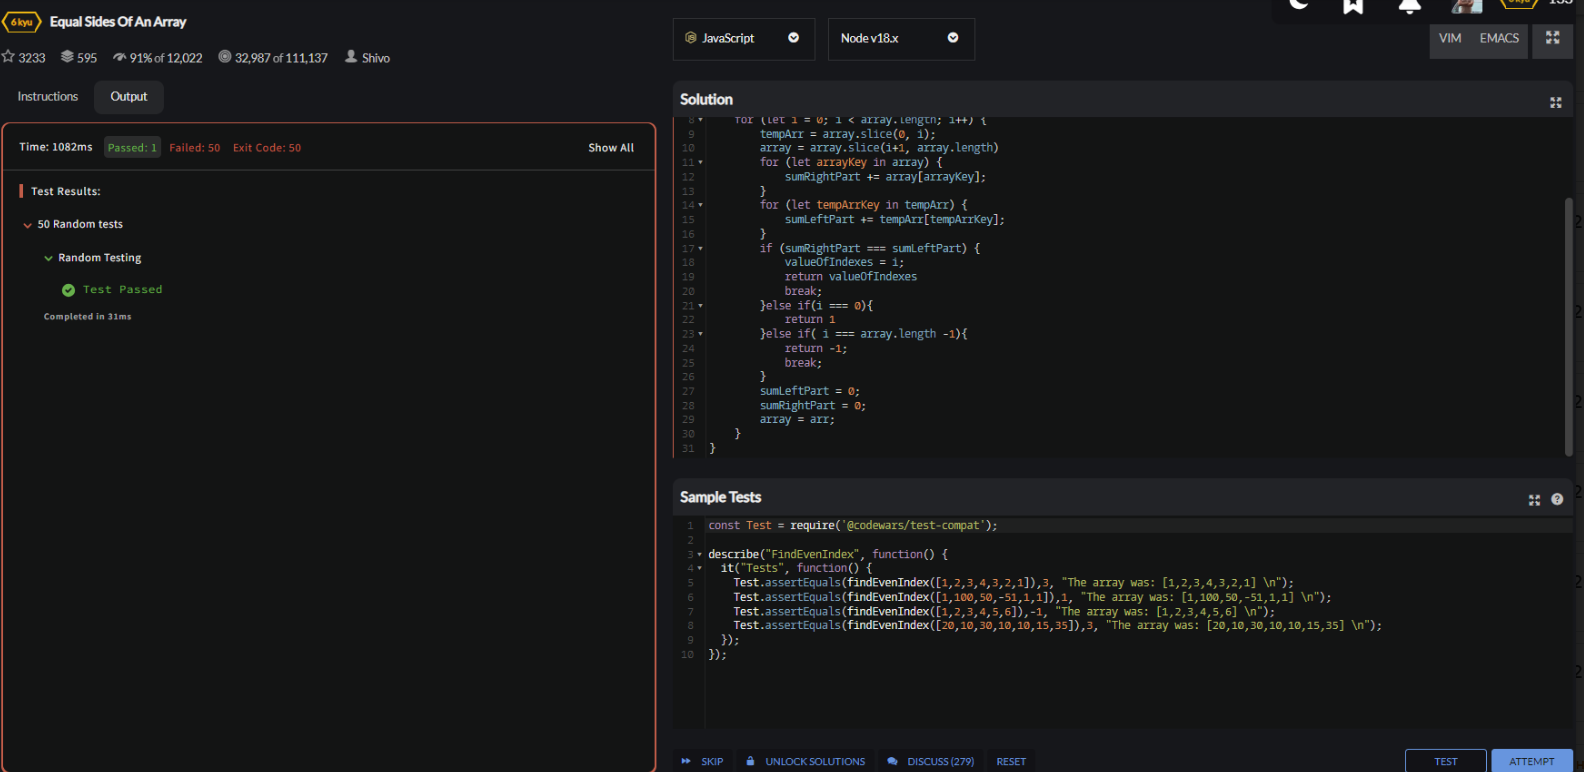 6 kyu Equal Sides Of An Array
3233 595 91% of 12,022 32,987 of 111,137 Shivo
Instructions Output
Time: 1082ms Passed: 1 Failed: 50 Exit Code: 50 Show All
Test Results:
50 Random tests
Random Testing
Test Passed
Completed in 31ms
JavaScript Node v18.x
VIM EMACS
Solution
8 for (let i = 0; i < array.length; i++) {
9 tempArr = array.slice(0, i);
10 array = array.slice(i+1, array.length)
11 for (let arrayKey in array) {
12 sumRightPart += array[arrayKey];
13 }
14 for (let tempArrKey in tempArr) {
15 sumLeftPart += tempArr[tempArrKey];
16 }
17 if (sumRightPart === sumLeftPart) {
18 valueOfIndexes = i;
19 return valueOfIndexes
20 break;
21 }else if(i === 0){
22 return 1
23 }else if( i === array.length -1){
24 return -1;
25 break;
26 }
27 sumLeftPart = 0;
28 sumRightPart = 0;
29 array = arr;
30 }
31 }
Sample Tests
1 const Test = require('@codewars/test-compat');
2
3 describe("FindEvenIndex", function() {
4 it("Tests", function() {
5 Test.assertEquals(findEvenIndex([1,2,3,4,3,2,1]),3, "The array was: [1,2,3,4,3,2,1] \n");
6 Test.assertEquals(findEvenIndex([1,100,50,-51,1,1]),1, "The array was: [1,100,50,-51,1,1] \n");
7 Test.assertEquals(findEvenIndex([1,2,3,4,5,6]),-1, "The array was: [1,2,3,4,5,6] \n");
8 Test.assertEquals(findEvenIndex([20,10,30,10,10,15,35]),3, "The array was: [20,10,30,10,10,15,35] \n");
9 });
10 });
SKIP UNLOCK SOLUTIONS DISCUSS (279) RESET TEST ATTEMPT